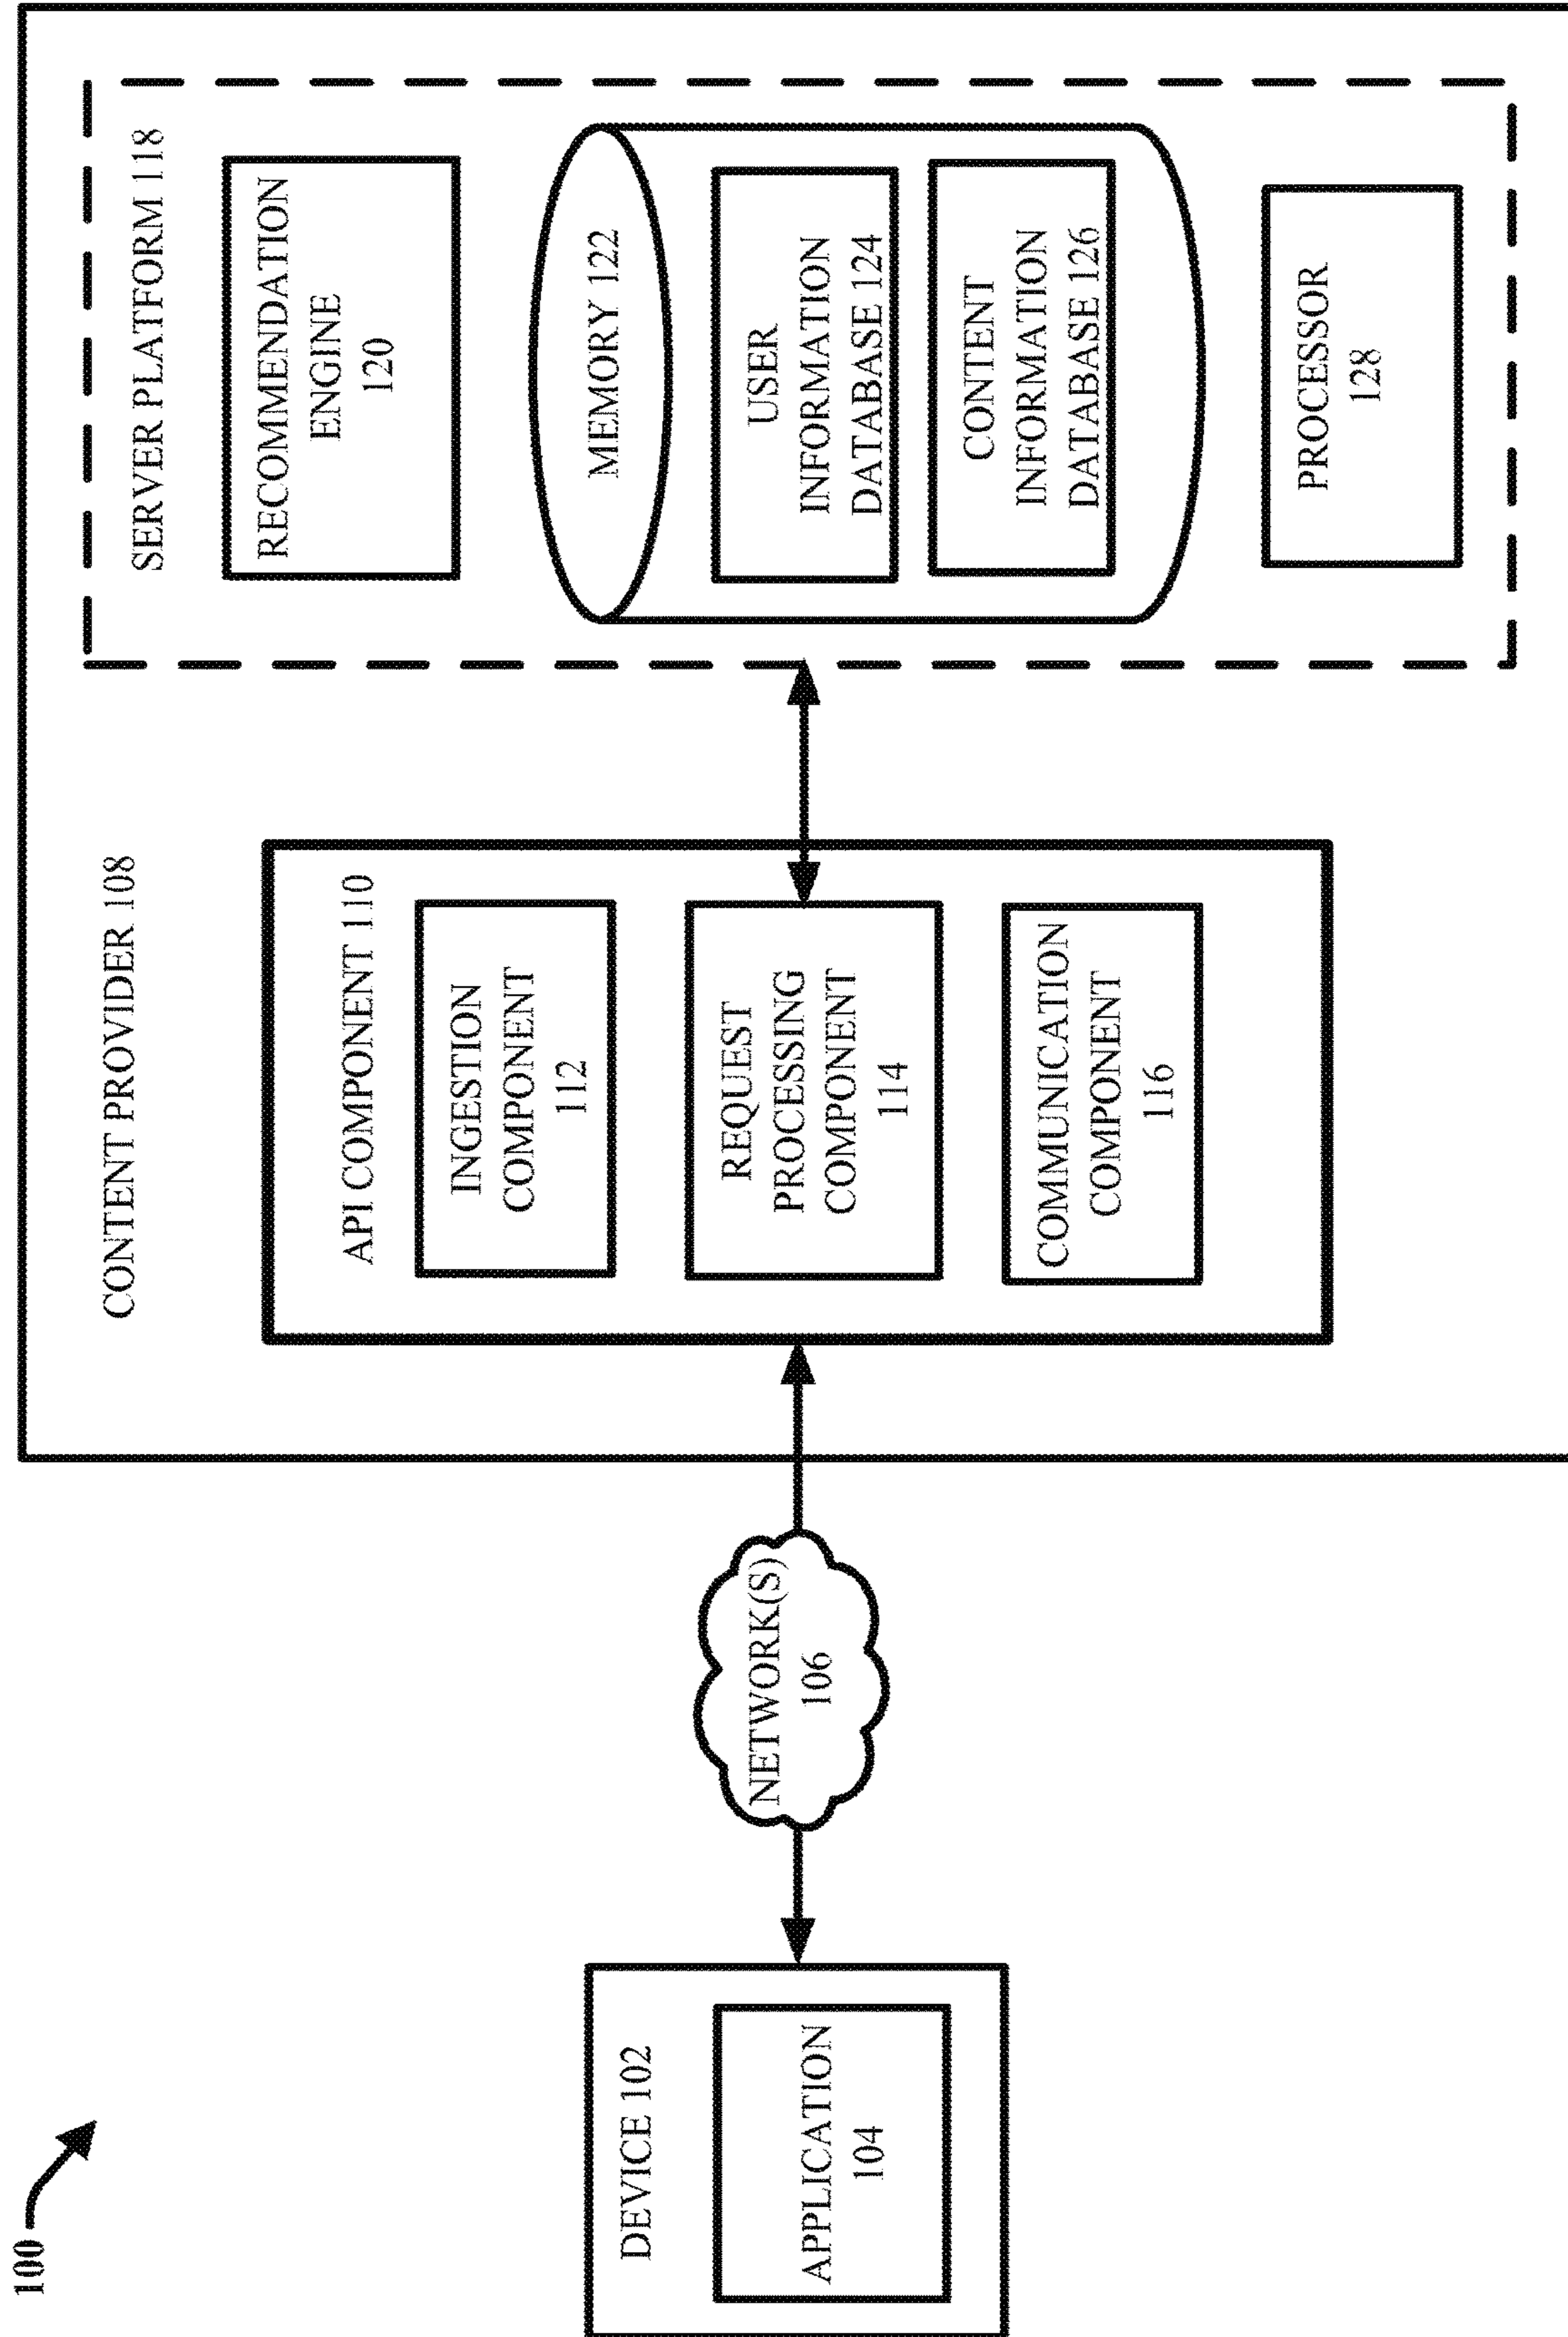 100
DEVICE 102
APPLICATION
104
NETWORK(S)
106
CONTENT PROVIDER 108
API COMPONENT 110
INGESTION
COMPONENT
112
REQUEST
PROCESSING
COMPONENT
114
COMMUNICATION
COMPONENT
116
SERVER PLATFORM 118
RECOMMENDATION
ENGINE
120
MEMORY 122
USER
INFORMATION
DATABASE 124
CONTENT
INFORMATION
DATABASE 126
PROCESSOR
128